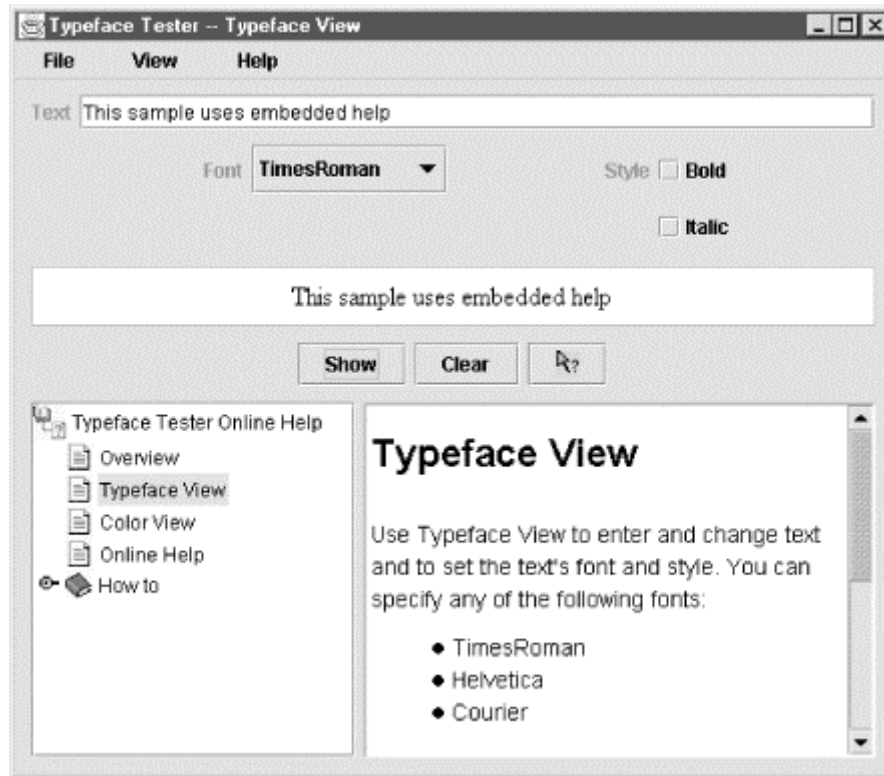 Typeface Tester -- Typeface View
File View Help
Text This sample uses embedded help
Font TimesRoman Style Bold
Italic
This sample uses embedded help
Show Clear ?
Typeface Tester Online Help
Overview
Typeface View
Color View
Online Help
How to
Typeface View
Use Typeface View to enter and change text
and to set the text's font and style. You can
specify any of the following fonts:
• TimesRoman
• Helvetica
• Courier